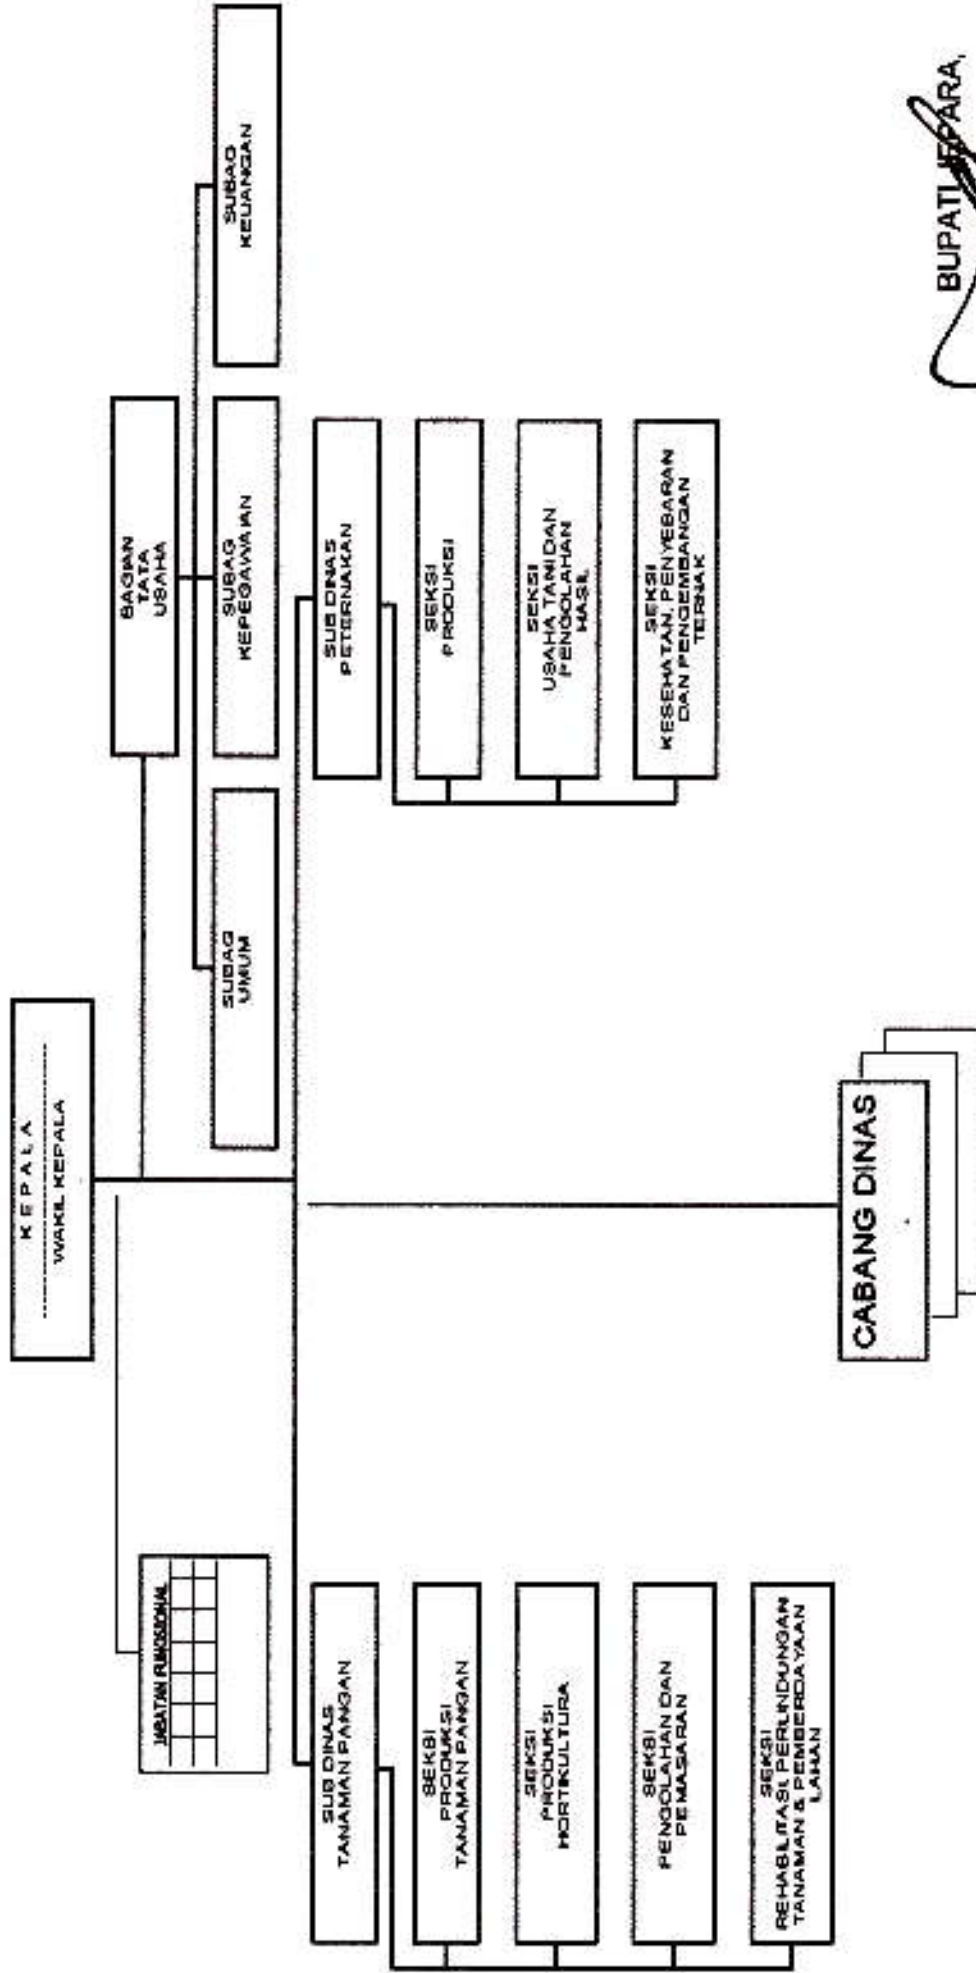 KEPALA
WAKIL KEPALA
BAGIAN
TATA
USAHA
JABATAN FUNGSIONAL
SUBAG
UMUM
SUBAG
KEPEGAWAIAN
SUBAG
KEUANGAN
SUB DINAS
TANAMAN PANGAN
SEKSI
PRODUKSI
TANAMAN PANGAN
SEKSI
PRODUKSI
HORTIKULTURA
SEKSI
PENGOLAHAN DAN
PEMASARAN
SEKSI
REHABILITASI, PERLINDUNGAN
TANAMAN & PEMBERDAYAAN
LAHAN
SUB DINAS
PETERNAKAN
SEKSI
PRODUKSI
SEKSI
USAHA TANI DAN
PENGOLAHAN
HASIL
SEKSI
KESEHATAN, PENYEBARAN
DAN PENGEMBANGAN
TERNAK
CABANG DINAS
BUPATI JEPARA,